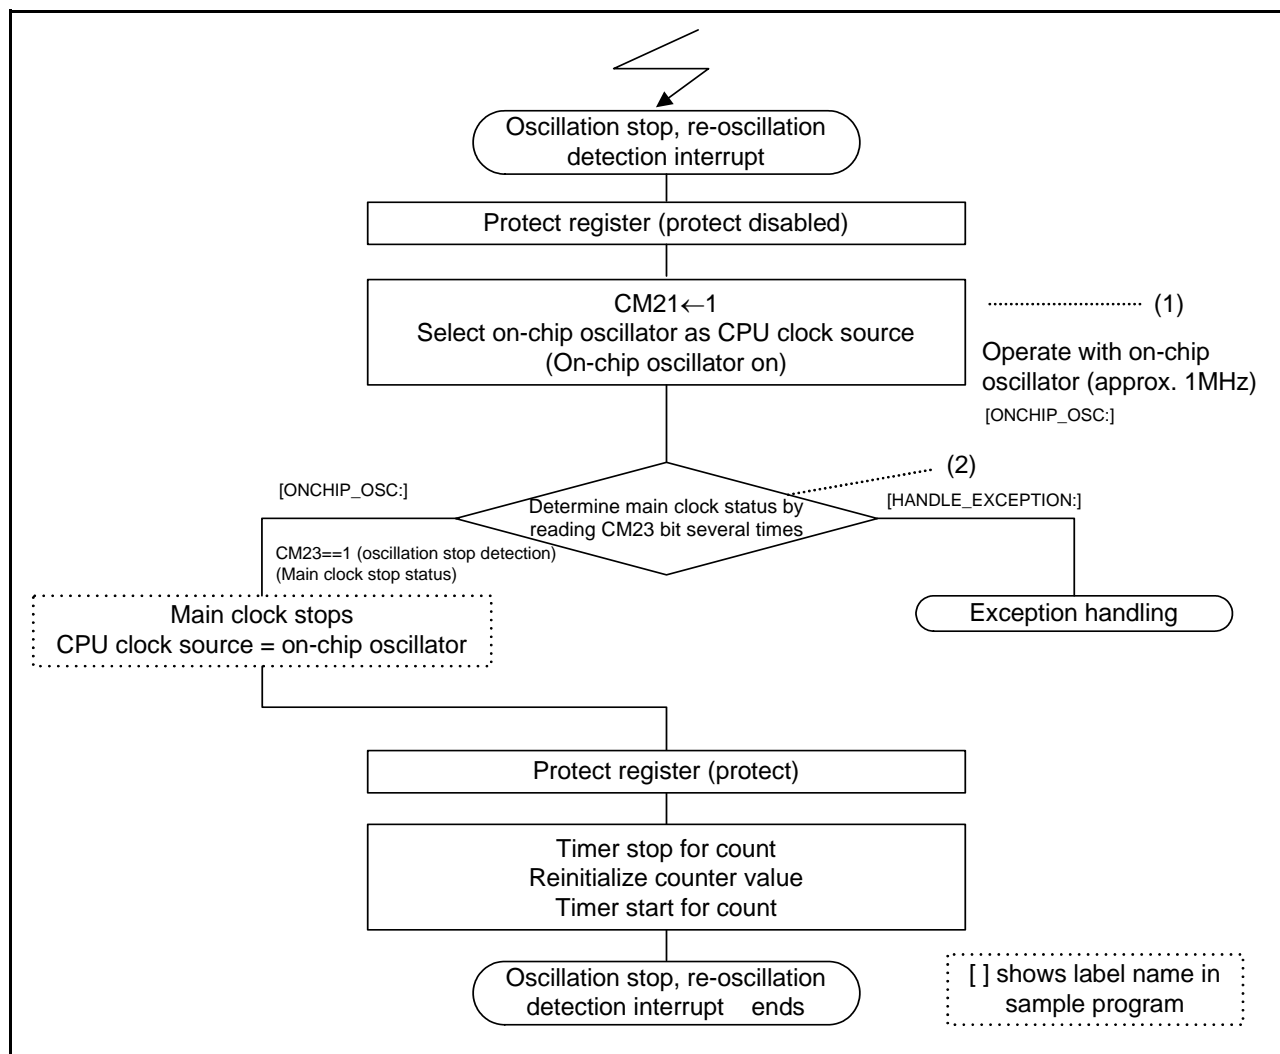 Oscillation stop, re-oscillation
detection interrupt
Protect register (protect disabled)
CM21←1
Select on-chip oscillator as CPU clock source
(On-chip oscillator on)
(1)
Operate with on-chip
oscillator (approx. 1MHz)
[ONCHIP_OSC:]
(2)
[ONCHIP_OSC:]
Determine main clock status by
reading CM23 bit several times
[HANDLE_EXCEPTION:]
CM23==1 (oscillation stop detection)
(Main clock stop status)
Main clock stops
CPU clock source = on-chip oscillator
Exception handling
Protect register (protect)
Timer stop for count
Reinitialize counter value
Timer start for count
Oscillation stop, re-oscillation
detection interrupt ends
[ ] shows label name in
sample program